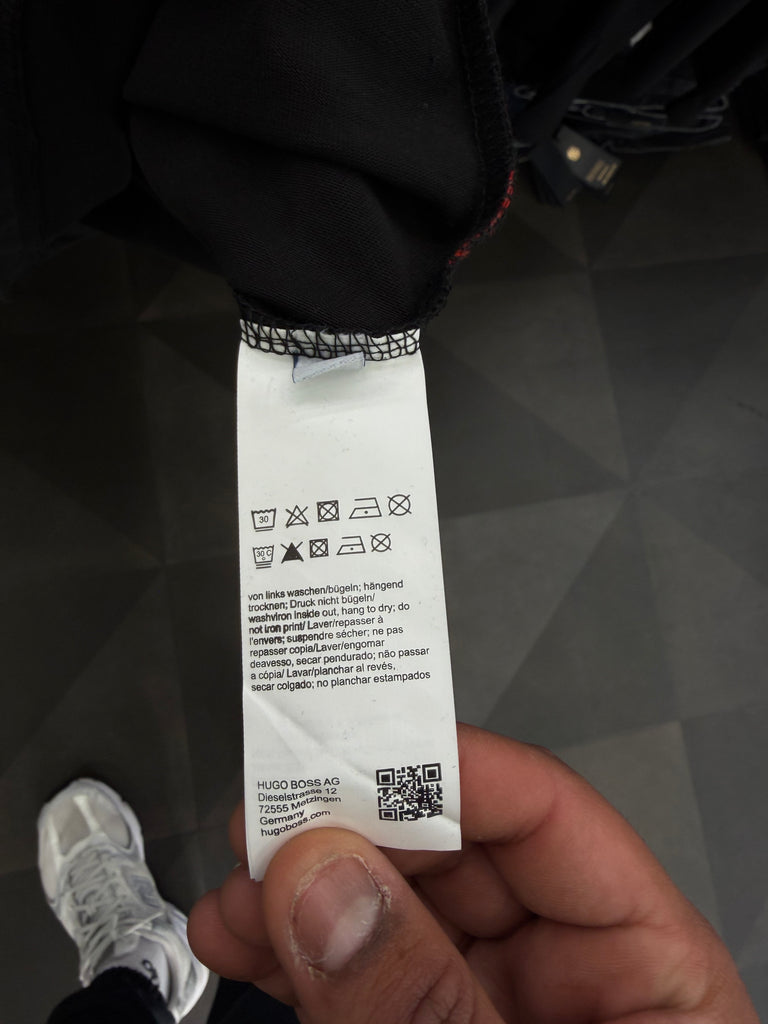 30
30 C
von links waschen/bügeln; hängend
trocknen; Druck nicht bügeln/
wash/iron inside out, hang to dry; do
not iron print/ Laver/repasser à
l'envers; suspendre sécher; ne pas
repasser copia/Laver/engomar
deavesso, secar pendurado; não passar
a cópia/ Lavar/planchar al revés,
secar colgado; no planchar estampados
HUGO BOSS AG
Dieselstrasse 12
72555 Metzingen
Germany
hugoboss.com